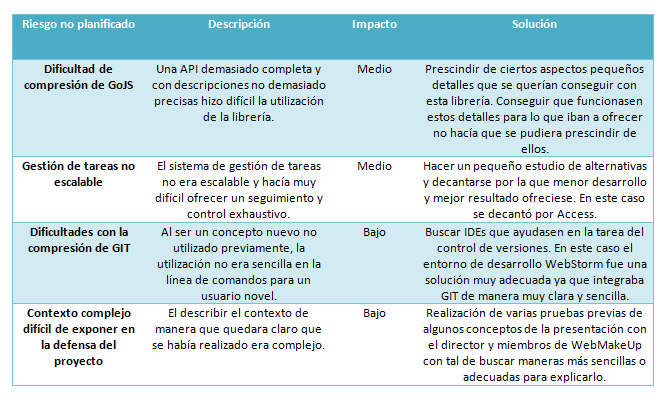 Riesgo no planificado Descripción Impacto Solución
Dificultad de compresión de GoJS
Una API demasiado completa y con descripciones no demasiado precisas hizo difícil la utilización de la librería.
Medio
Prescindir de ciertos aspectos pequeños detalles que se querían conseguir con esta librería. Conseguir que funcionasen estos detalles para lo que iban a ofrecer no hacía que se pudiera prescindir de ellos.
Gestión de tareas no escalable
El sistema de gestión de tareas no era escalable y hacía muy difícil ofrecer un seguimiento y control exhaustivo.
Medio
Hacer un pequeño estudio de alternativas y decantarse por la que menor desarrollo y mejor resultado ofreciese. En este caso se decantó por Access.
Dificultades con la compresión de GIT
Al ser un concepto nuevo no utilizado previamente, la utilización no era sencilla en la línea de comandos para un usuario novel.
Bajo
Buscar IDEs que ayudasen en la tarea del control de versiones. En este caso el entorno de desarrollo WebStorm fue una solución muy adecuada ya que integraba GIT de manera muy clara y sencilla.
Contexto complejo difícil de exponer en la defensa del proyecto
El describir el contexto de manera que quedara claro que se había realizado era complejo.
Bajo
Realización de varias pruebas previas de algunos conceptos de la presentación con el director y miembros de WebMakeUp con tal de buscar maneras más sencillas o adecuadas para explicarlo.